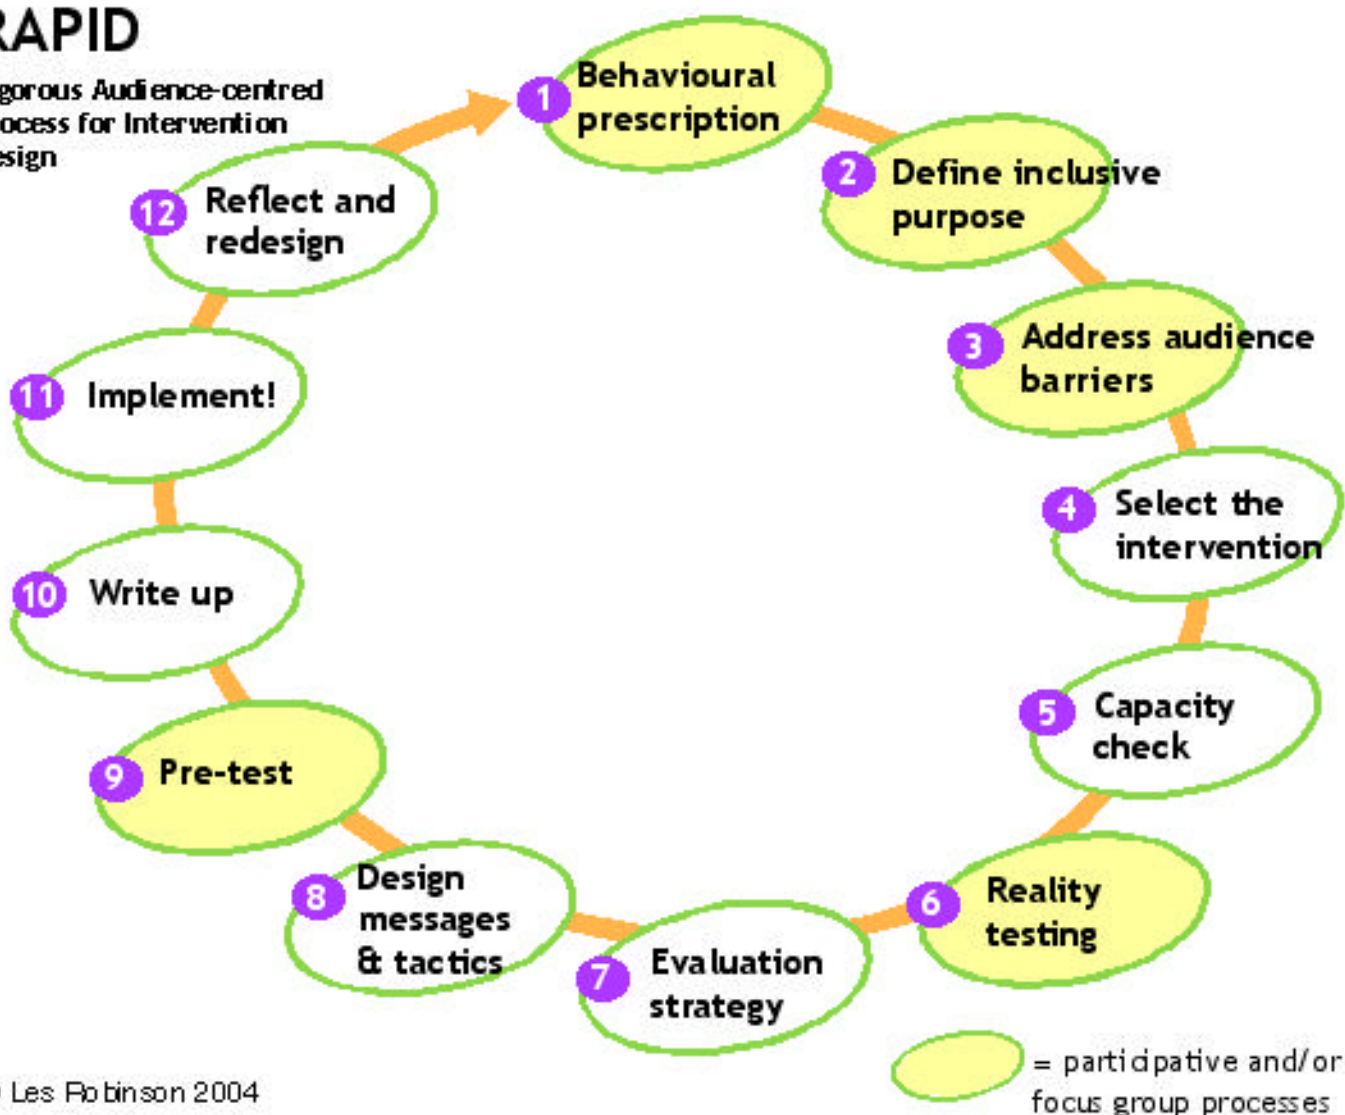 RAPID
gorous Audience-centred
ocess for Intervention
esign
1 Behavioural
prescription
2 Define inclusive
purpose
3 Address audience
barriers
4 Select the
intervention
5 Capacity
check
6 Reality
testing
7 Evaluation
strategy
8 Design
messages
& tactics
9 Pre-test
10 Write up
11 Implement!
12 Reflect and
redesign
= participative and/or
focus group processes
Les Robinson 2004